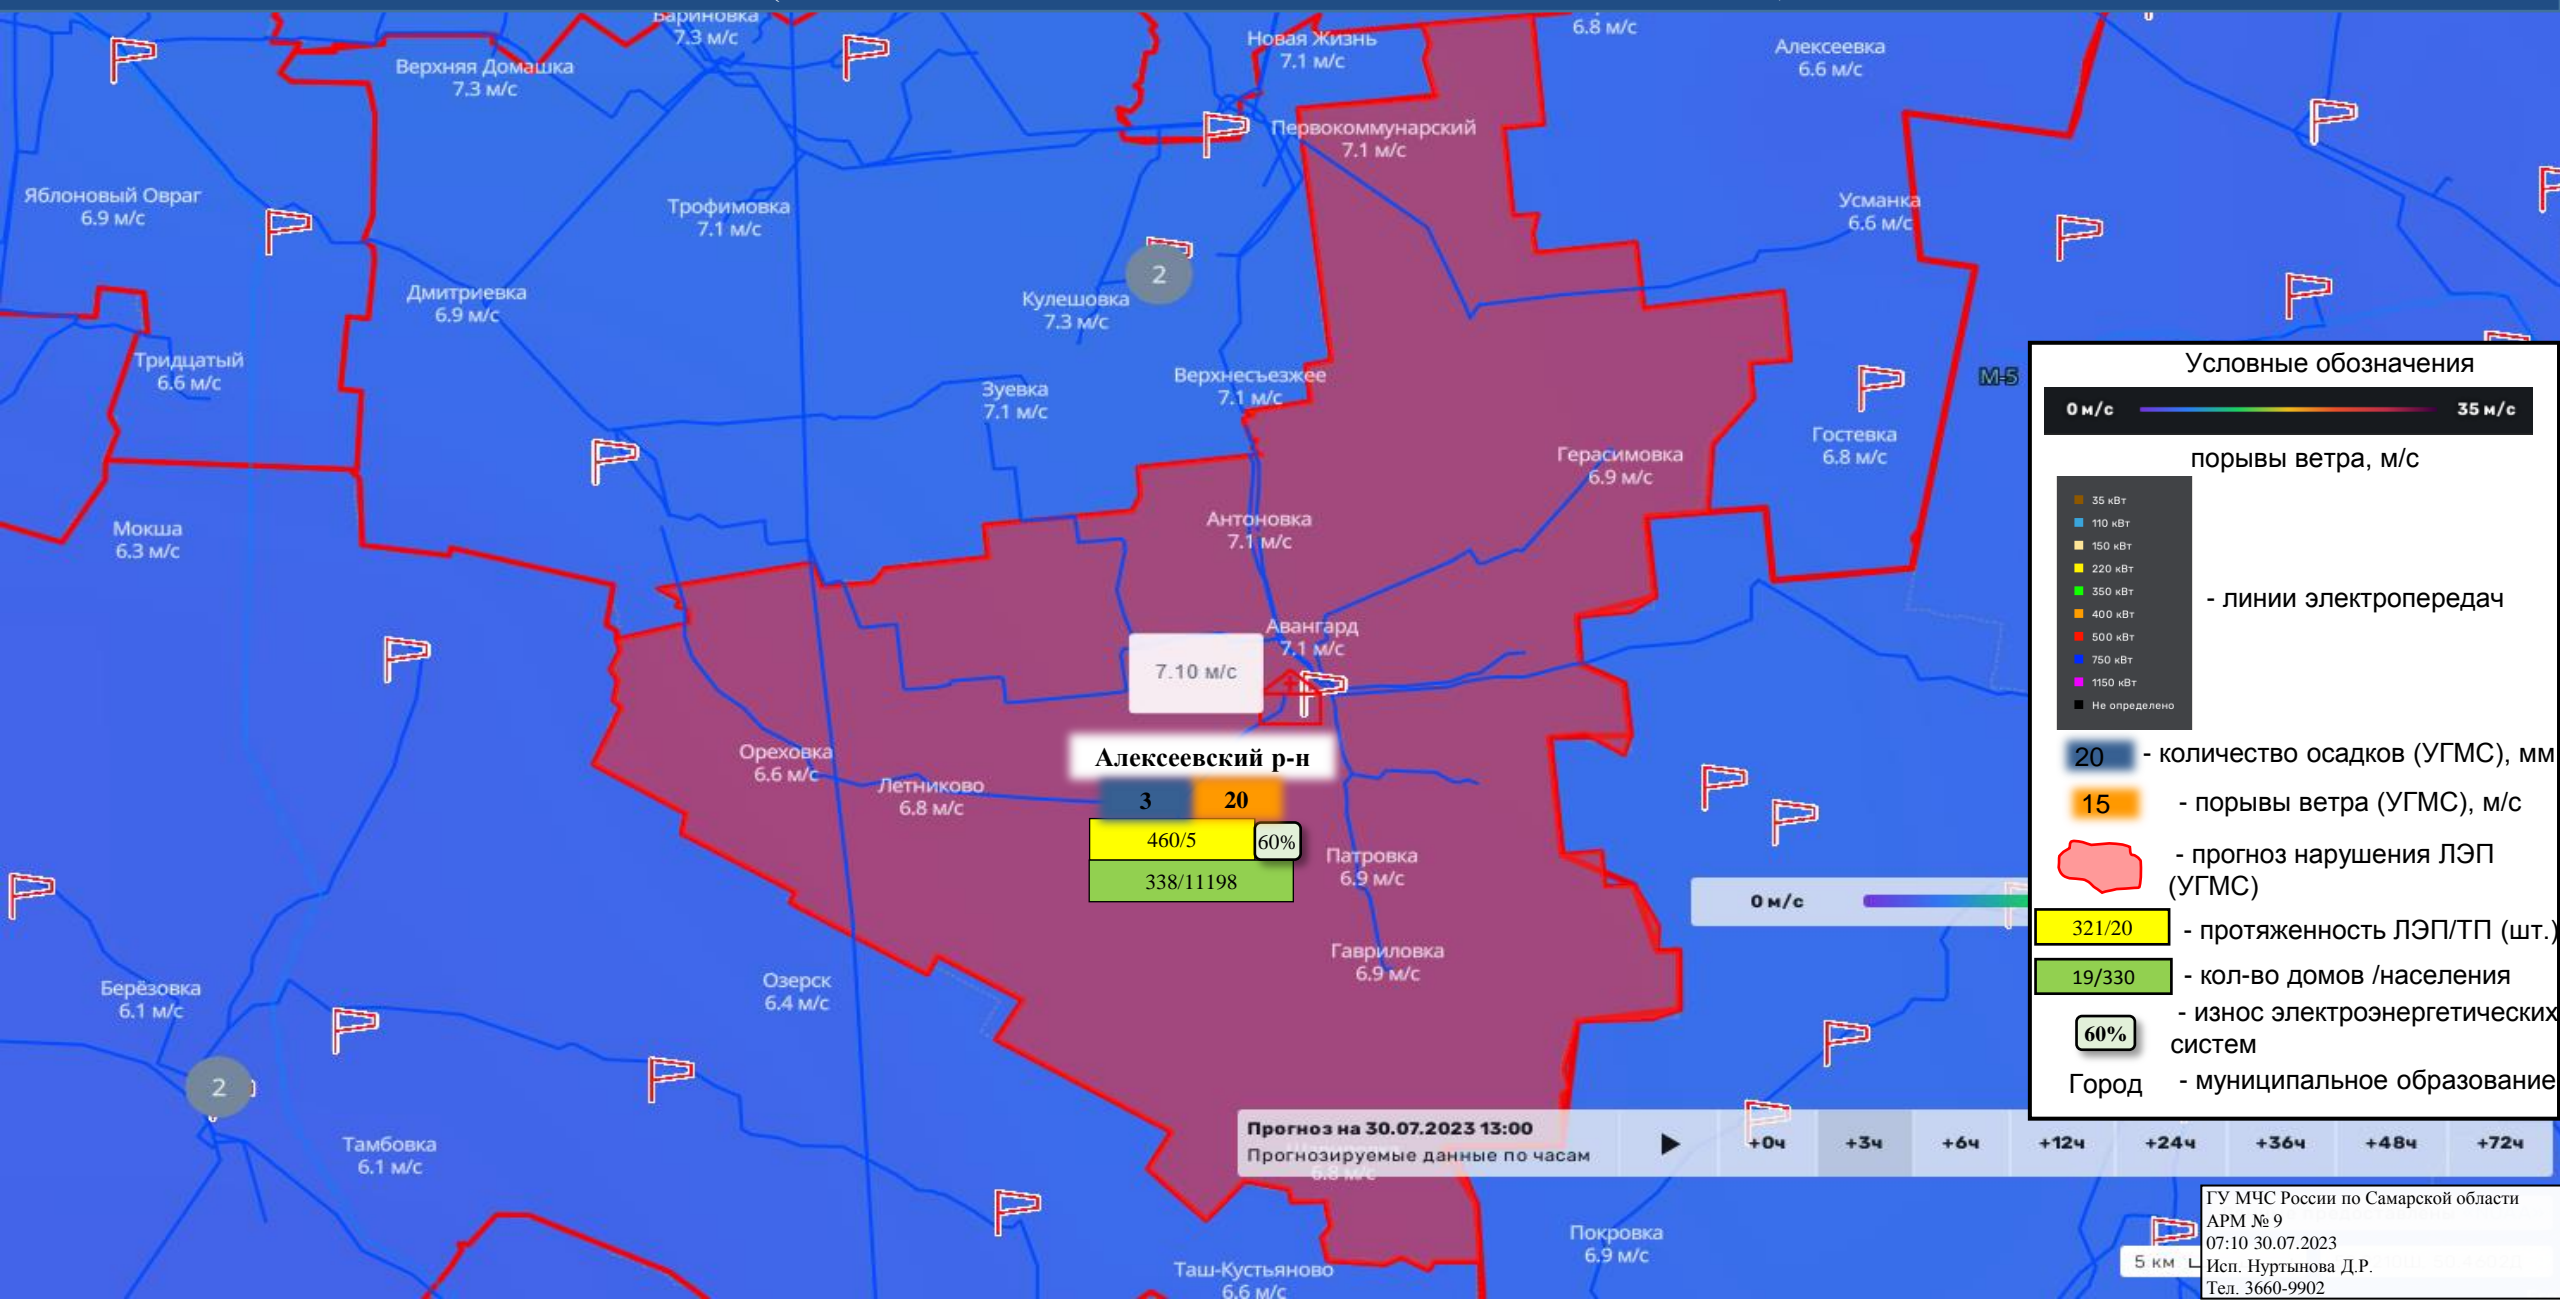 Бариновка
7.3 м/с
Верхняя Домашка
7.3 м/с
Новая Жизнь
7.1 м/с
6.8 м/с
Алексеевка
6.6 м/с
Первокоммунарский
7.1 м/с
Яблоновый Овраг
6.9 м/с
Трофимовка
7.1 м/с
Усманка
6.6 м/с
2
Дмитриевка
6.9 м/с
Кулешовка
7.3 м/с
Тридцатый
6.6 м/с
Зуевка
7.1 м/с
Верхнесъезжее
7.1 м/с
М-5
Гостевка
6.8 м/с
Герасимовка
6.9 м/с
Мокша
6.3 м/с
Антоновка
7.1 м/с
Авангард
7.1 м/с
7.10 м/с
Ореховка
6.6 м/с
Летниково
6.8 м/с
Алексеевский р-н
3 20
460/5 60%
338/11198
Патровка
6.9 м/с
Гавриловка
6.9 м/с
0 м/с
Берёзовка
6.1 м/с
Озерск
6.4 м/с
2
Тамбовка
6.1 м/с
Прогноз на 30.07.2023 13:00
Прогнозируемые данные по часам
+0ч +3ч +6ч +12ч +24ч +36ч +48ч +72ч
6.8 м/с
Покровка
6.9 м/с
Таш-Кустьяново
6.6 м/с
5 км
Условные обозначения
0 м/с 35 м/с
порывы ветра, м/с
35 кВт
110 кВт
150 кВт
220 кВт
350 кВт
400 кВт
500 кВт
750 кВт
1150 кВт
Не определено
- линии электропередач
20 - количество осадков (УГМС), мм
15 - порывы ветра (УГМС), м/с
- прогноз нарушения ЛЭП
(УГМС)
321/20 - протяженность ЛЭП/ТП (шт.)
19/330 - кол-во домов /населения
60% - износ электроэнергетических
систем
Город - муниципальное образование
ГУ МЧС России по Самарской области
АРМ № 9
07:10 30.07.2023
Исп. Нуртынова Д.Р.
Тел. 3660-9902